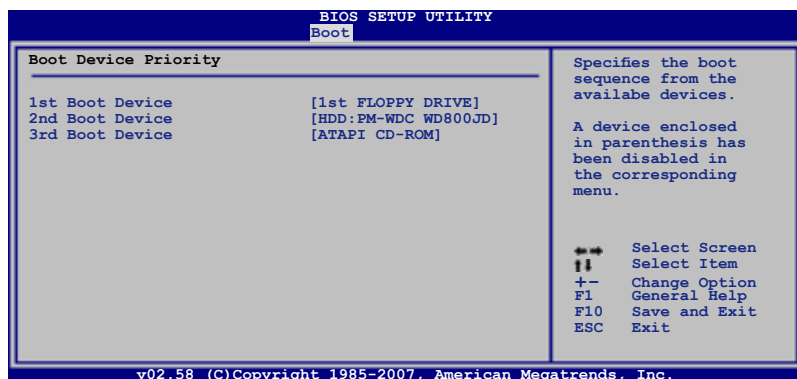 BIOS SETUP UTILITY
Boot
Boot Device Priority
1st Boot Device [1st FLOPPY DRIVE]
2nd Boot Device [HDD:PM-WDC WD800JD]
3rd Boot Device [ATAPI CD-ROM]
Specifies the boot
sequence from the
availabe devices.
A device enclosed
in parenthesis has
been disabled in
the corresponding
menu.
←→ Select Screen
↑↓ Select Item
+- Change Option
F1 General Help
F10 Save and Exit
ESC Exit
v02.58 (C)Copyright 1985-2007, American Megatrends, Inc.